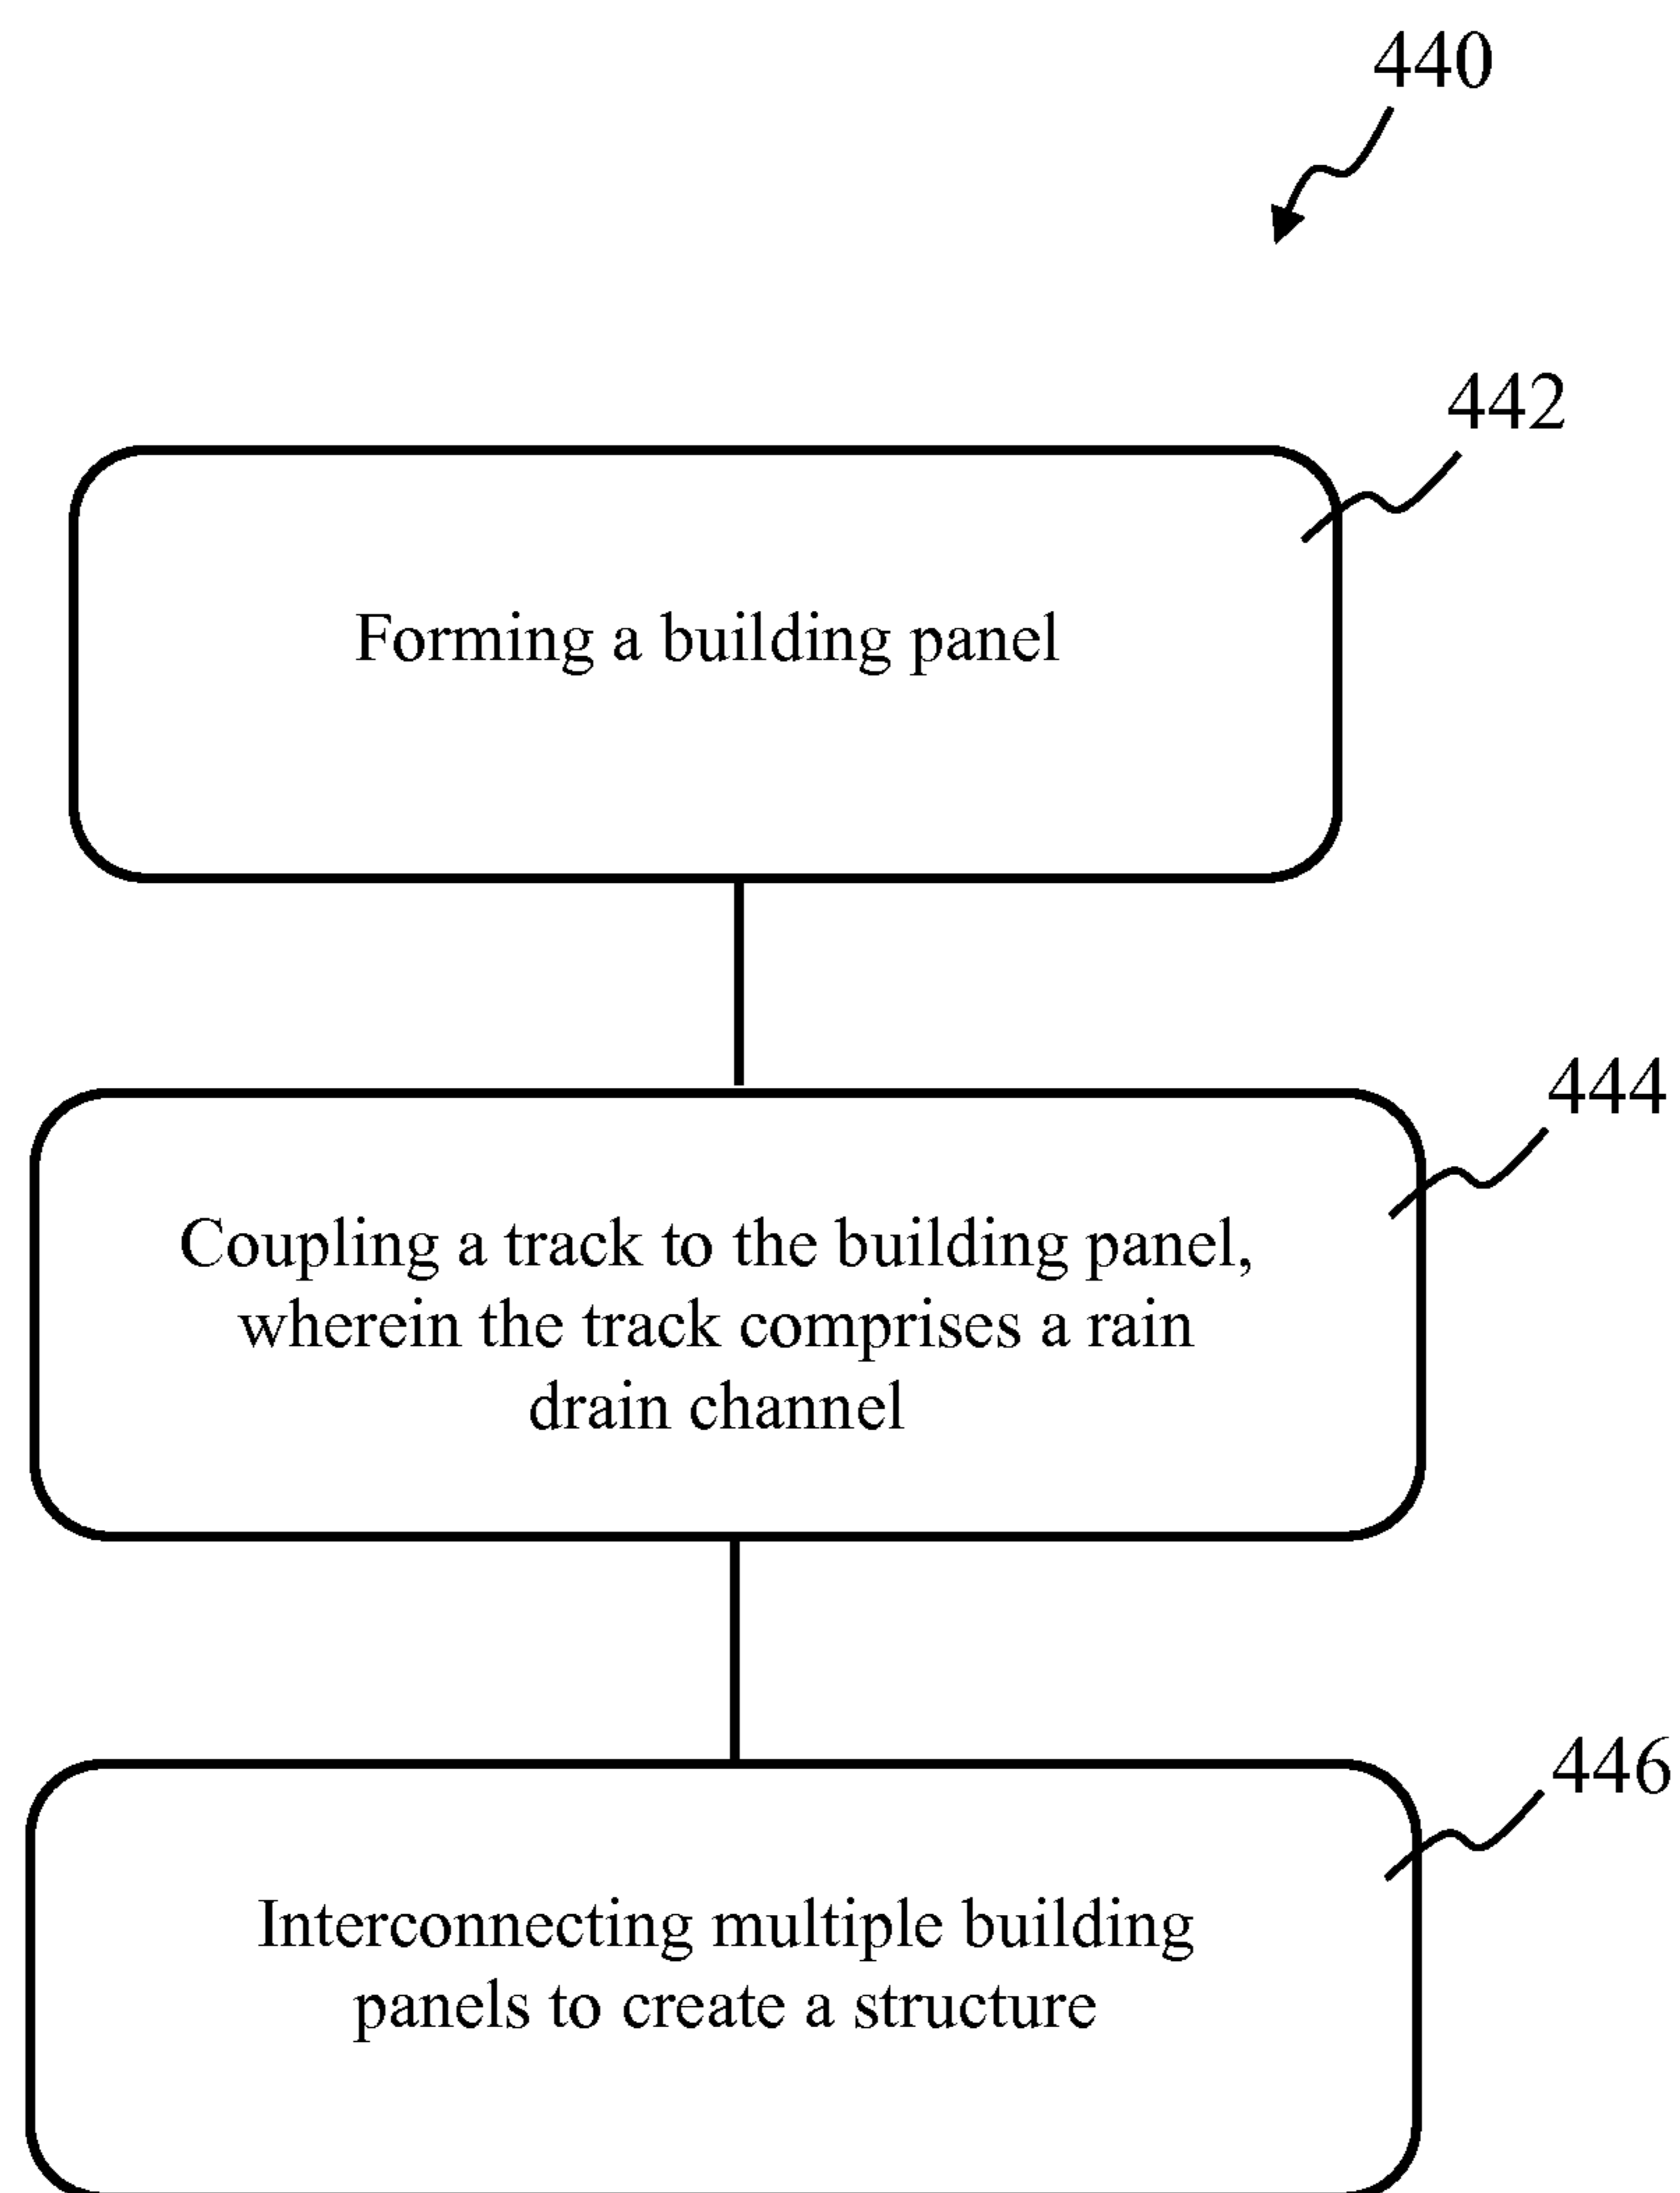 440
442
Forming a building panel
444
Coupling a track to the building panel,
wherein the track comprises a rain
drain channel
446
Interconnecting multiple building
panels to create a structure